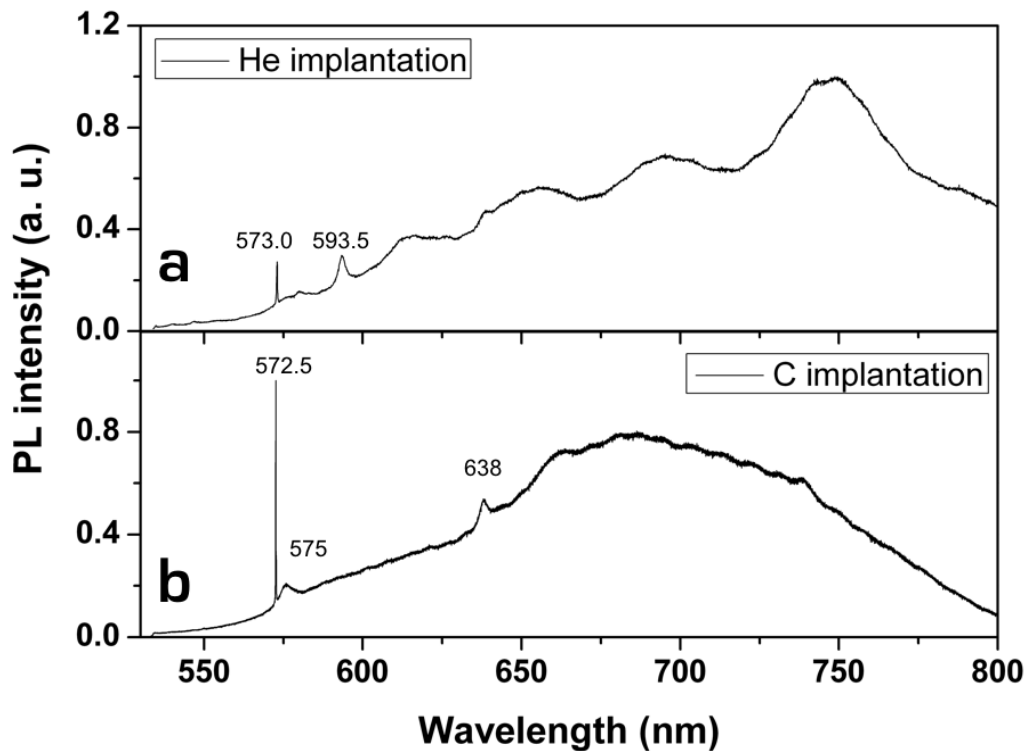 1.2
He implantation
0.8
0.4
573.0
593.5
a
0.0
PL intensity (a. u.)
572.5
C implantation
0.8
638
0.4
575
b
0.0
550 600 650 700 750 800
Wavelength (nm)